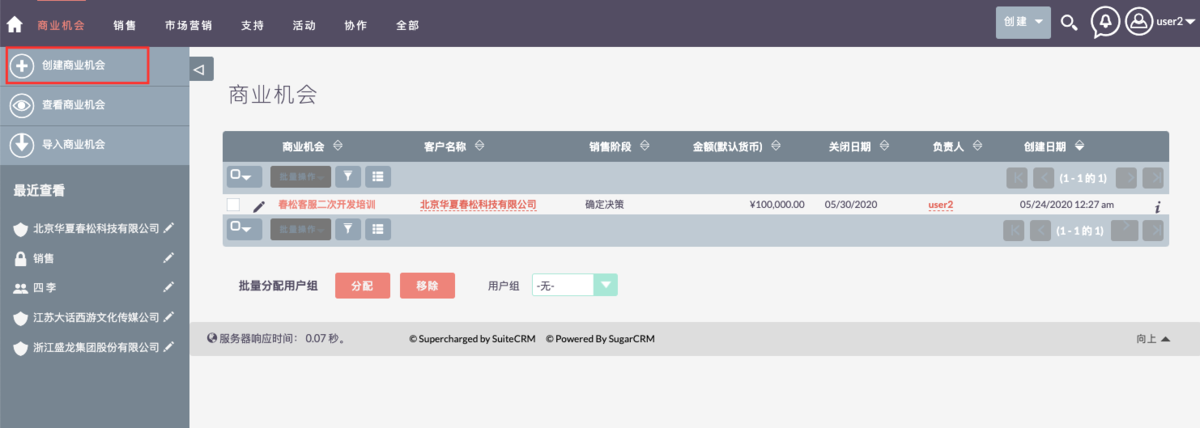 商业机会 销售 市场营销 支持 活动 协作 全部 创建 user2
创建商业机会
查看商业机会
导入商业机会
最近查看
北京华夏春松科技有限公司
销售
四 李
江苏大话西游文化传媒公司
浙江盛龙集团股份有限公司
商业机会
商业机会 客户名称 销售阶段 金额(默认货币) 关闭日期 负责人 创建日期
批量操作 (1 - 1 的 1)
春松客服二次开发培训 北京华夏春松科技有限公司 确定决策 ¥100,000.00 05/30/2020 user2 05/24/2020 12:27 am
批量操作 (1 - 1 的 1)
批量分配用户组 分配 移除 用户组 -无-
服务器响应时间： 0.07 秒。 © Supercharged by SuiteCRM © Powered By SugarCRM 向上